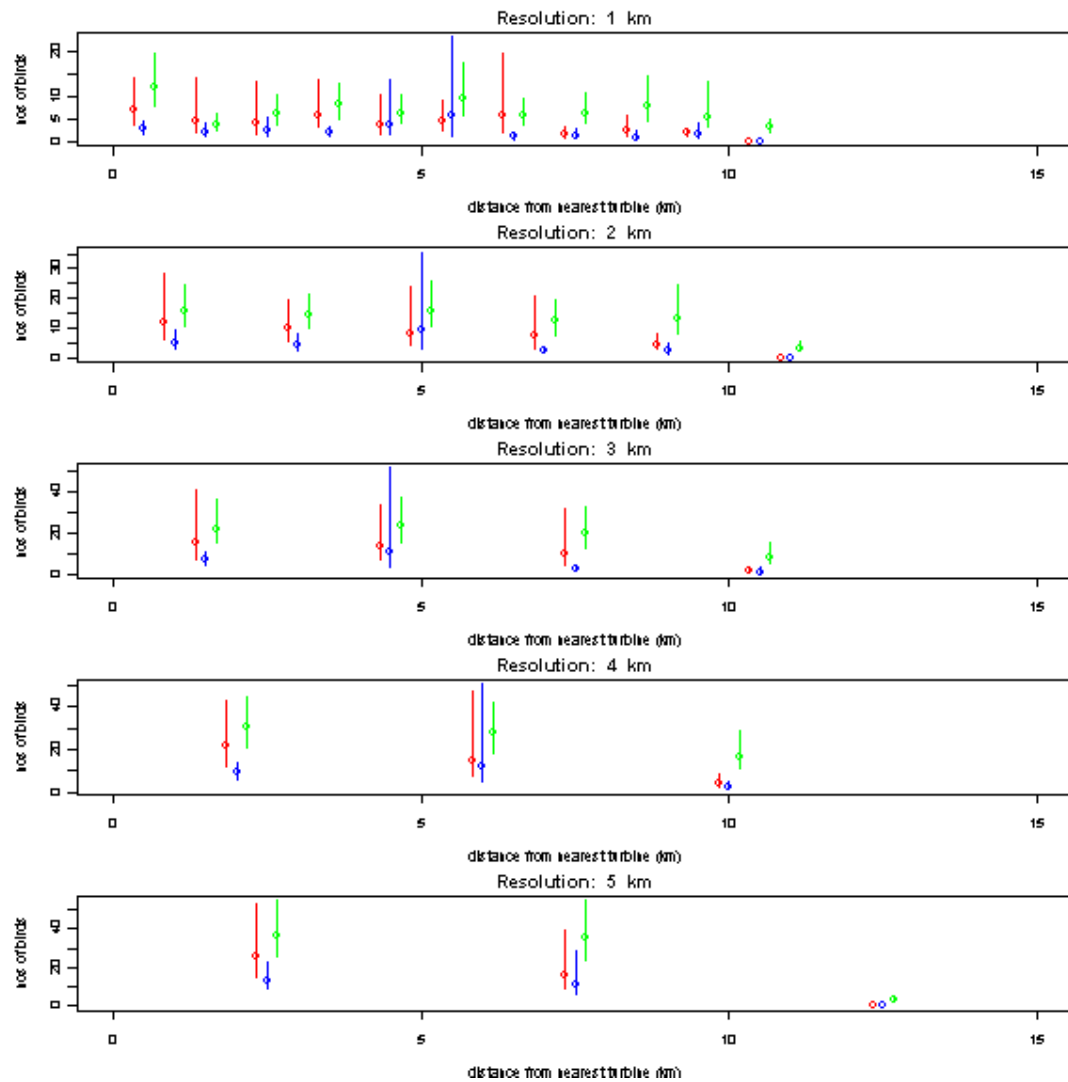 Resolution: 1 km
nos of birds
20
10
5
0
0 5 10 15
distance from nearest turbine (km)
Resolution: 2 km
nos of birds
30
20
10
0
0 5 10 15
distance from nearest turbine (km)
Resolution: 3 km
nos of birds
40
20
0
0 5 10 15
distance from nearest turbine (km)
Resolution: 4 km
nos of birds
40
20
0
0 5 10 15
distance from nearest turbine (km)
Resolution: 5 km
nos of birds
40
20
0
0 5 10 15
distance from nearest turbine (km)